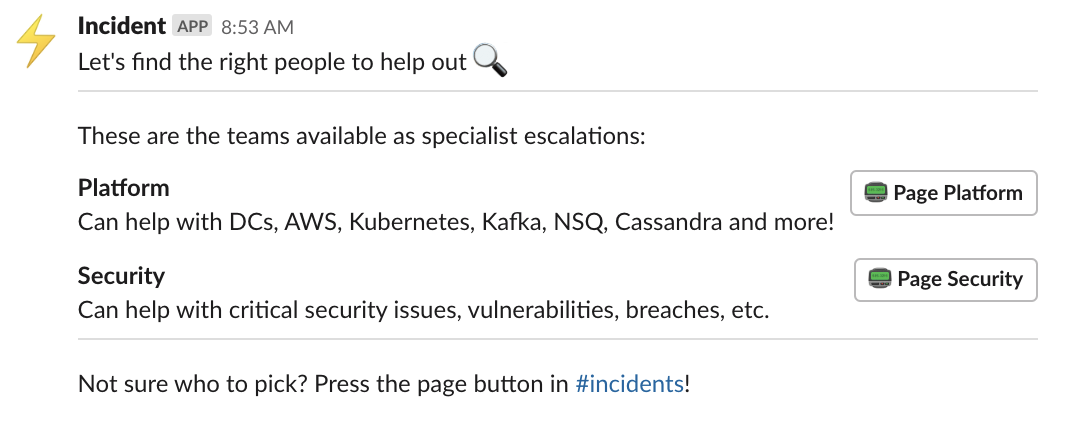 Incident APP 8:53 AM
Let's find the right people to help out
These are the teams available as specialist escalations:
Platform
Page Platform
Can help with DCs, AWS, Kubernetes, Kafka, NSQ, Cassandra and more!
Security
Page Security
Can help with critical security issues, vulnerabilities, breaches, etc.
Not sure who to pick? Press the page button in #incidents!